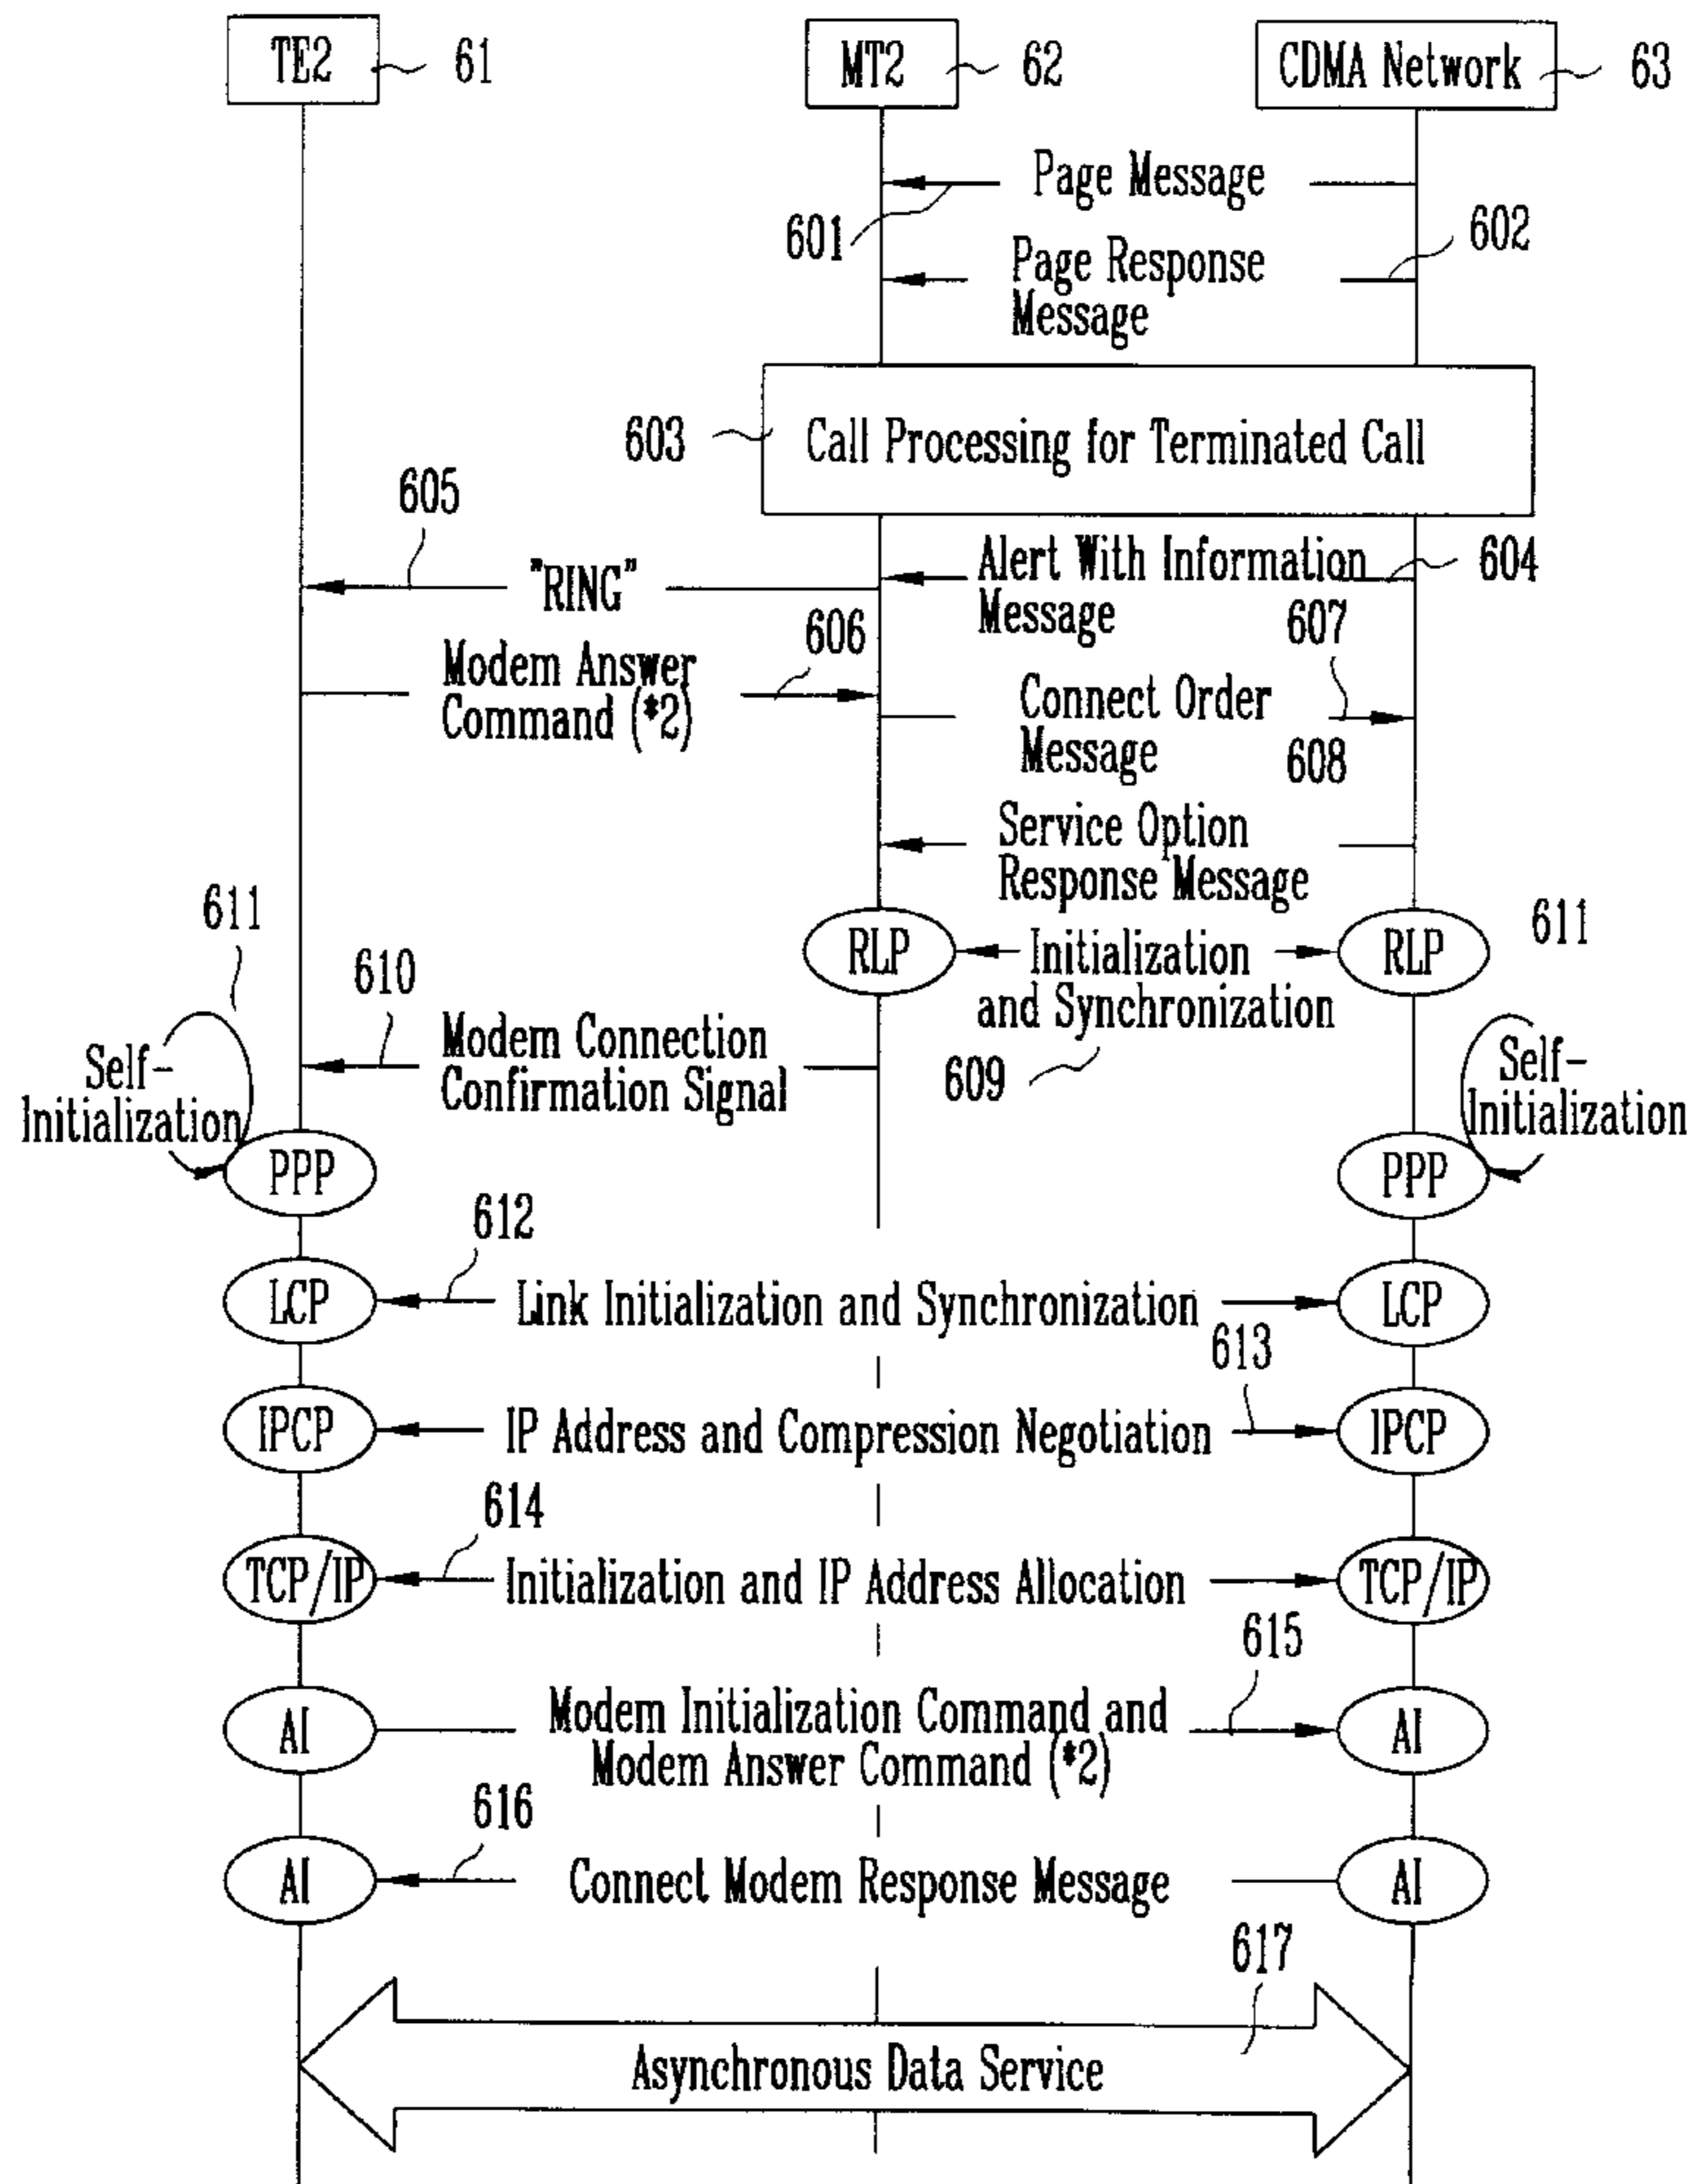 TE2 61 MT2 62 CDMA Network 63
Page Message
601
602
Page Response
Message
603 Call Processing for Terminated Call
605
Alert With Information
Message
604
"RING"
606
607
Modem Answer
Command (*2)
Connect Order
Message
608
Service Option
Response Message
611
611
RLP Initialization RLP
and Synchronization
609
610
Modem Connection
Confirmation Signal
Self-
Initialization
Self-
Initialization
PPP PPP
612
LCP Link Initialization and Synchronization LCP
613
IPCP IP Address and Compression Negotiation IPCP
614
TCP/IP Initialization and IP Address Allocation TCP/IP
615
AI Modem Initialization Command and AI
Modem Answer Command (*2)
616
AI Connect Modem Response Message AI
617
Asynchronous Data Service